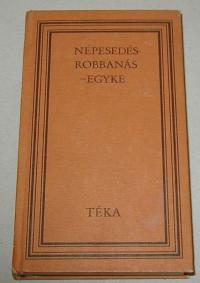 NÉPESEDÉS-
ROBBANÁS
-EGYKE
TÉKA